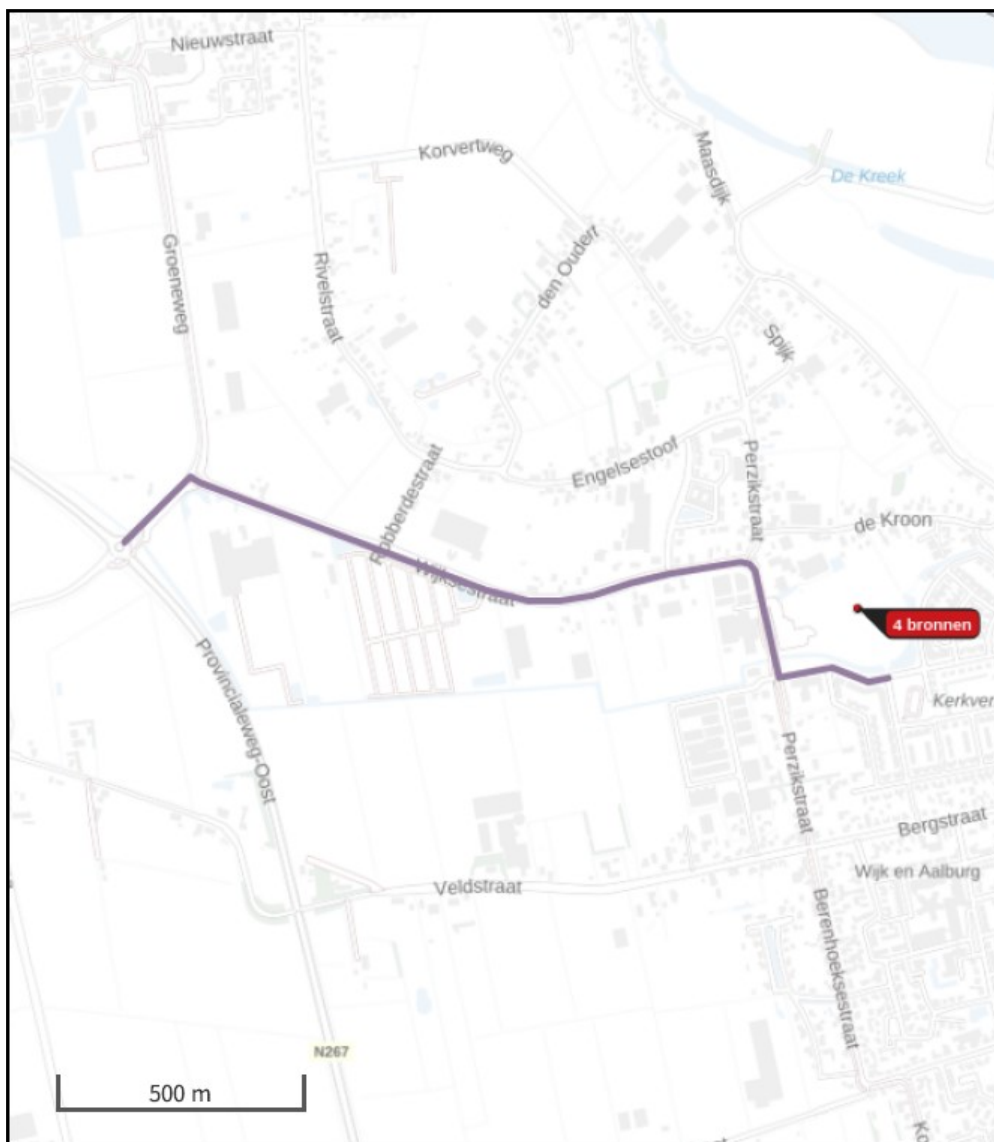 Nieuwstraat
Korvertweg
Maasdijk
De Kreek
Groeneweg
Rivelstraat
den Ouderr
Spijk
Engelsestoof
Perzikstraat
Robberdestraat
de Kroon
Wijksestraat
4 bronnen
Provincialeweg-Oost
Kerkver
Perzikstraat
Bergstraat
Veldstraat
Wijk en Aalburg
Berenhoeksestraat
N267
500 m